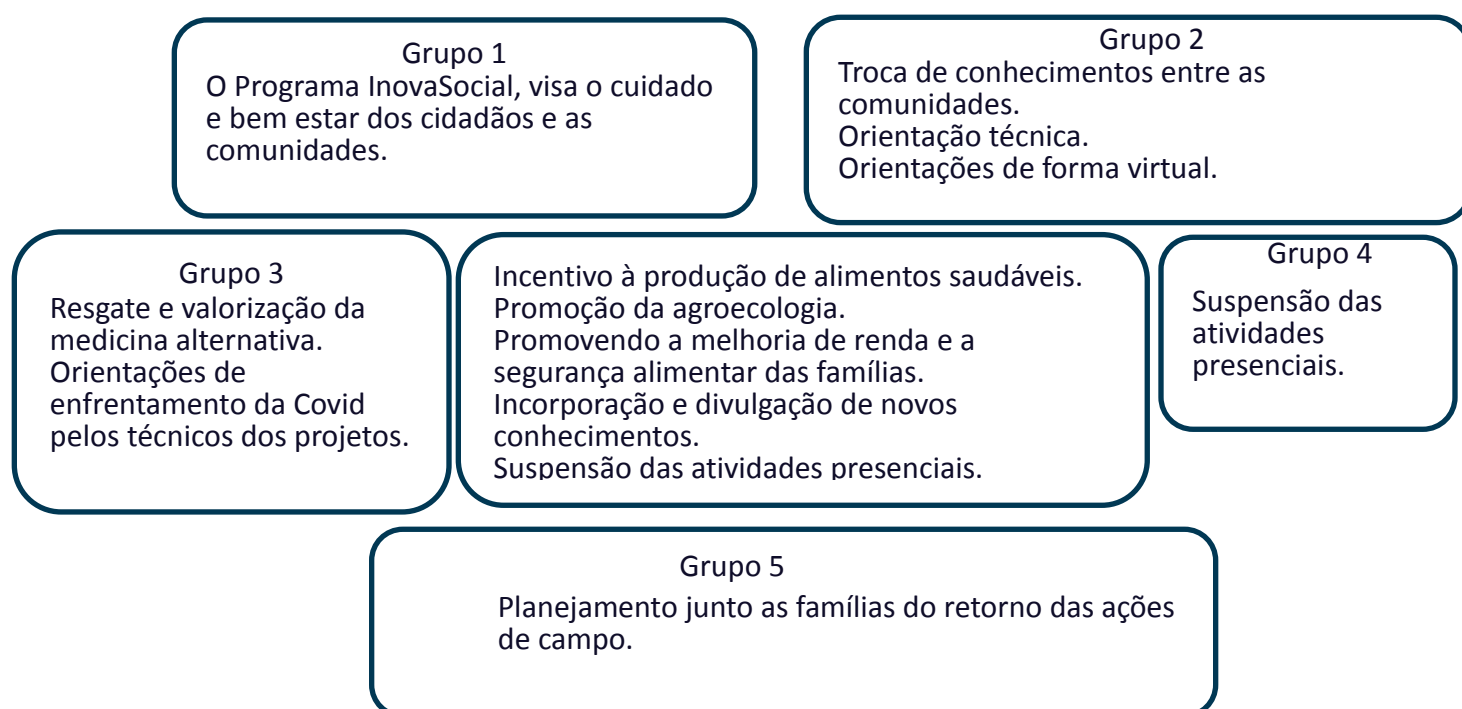 Grupo 1
O Programa InovaSocial, visa o cuidado
e bem estar dos cidadãos e as
comunidades.
Grupo 2
Troca de conhecimentos entre as
comunidades.
Orientação técnica.
Orientações de forma virtual.
Grupo 3
Resgate e valorização da
medicina alternativa.
Orientações de
enfrentamento da Covid
pelos técnicos dos projetos.
Incentivo à produção de alimentos saudáveis.
Promoção da agroecologia.
Promovendo a melhoria de renda e a
segurança alimentar das famílias.
Incorporação e divulgação de novos
conhecimentos.
Suspensão das atividades presenciais.
Grupo 4
Suspensão das
atividades
presenciais.
Grupo 5
Planejamento junto as famílias do retorno das ações
de campo.